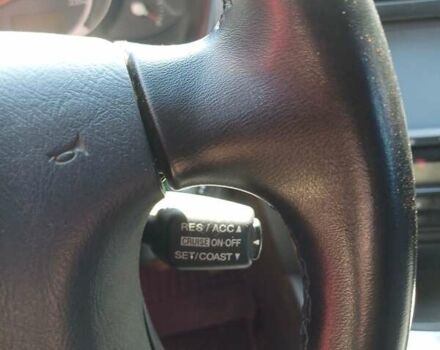 RES/ACC ▲
CRUISE ON-OFF ◄
SET/COAST ▼